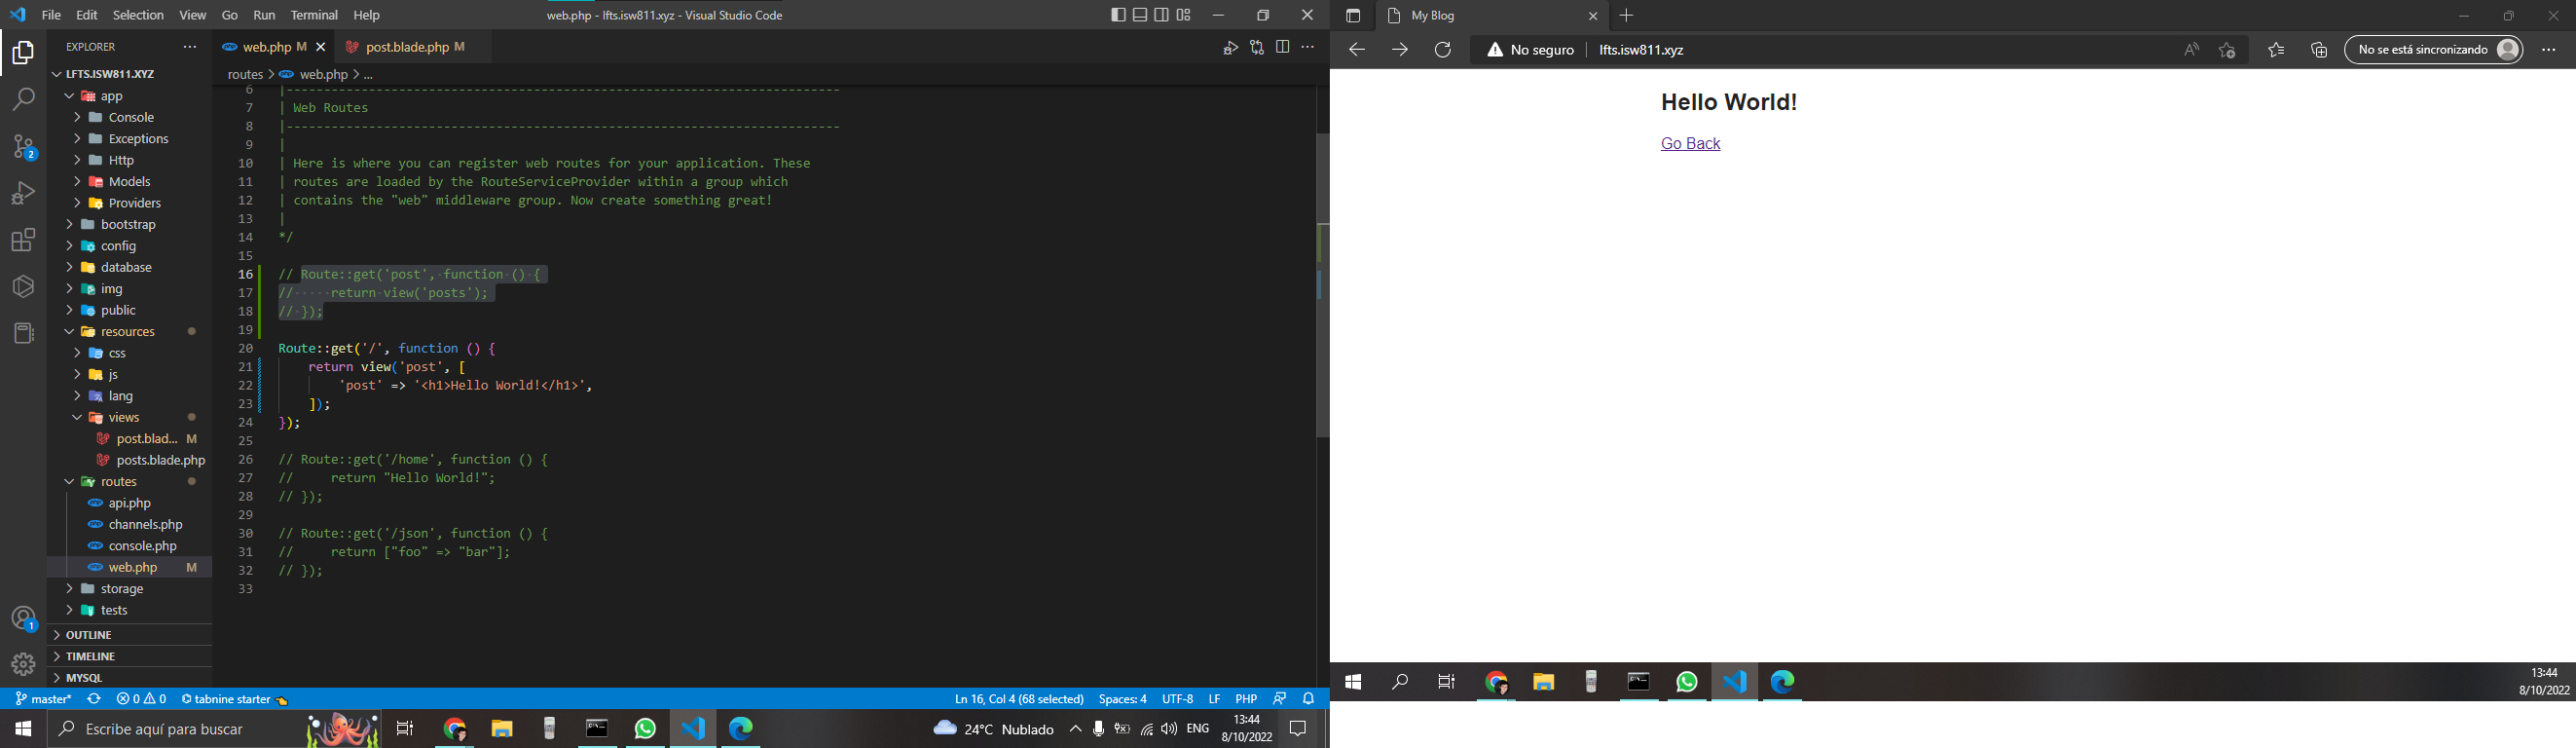 File Edit Selection View Go Run Terminal Help
web.php - lfts.isw811.xyz - Visual Studio Code
EXPLORER
LFTS.ISW811.XYZ
app
Console
Exceptions
Http
Models
Providers
bootstrap
config
database
img
public
resources
css
js
lang
views
post.blad... M
posts.blade.php
routes
api.php
channels.php
console.php
web.php M
storage
tests
OUTLINE
TIMELINE
MYSQL
2
1
web.php M
post.blade.php M
routes > web.php > ...
6 |--------------------------------------------------------------------------
7 | Web Routes
8 |--------------------------------------------------------------------------
9 |
10 | Here is where you can register web routes for your application. These
11 | routes are loaded by the RouteServiceProvider within a group which
12 | contains the "web" middleware group. Now create something great!
13 |
14 */
15
16 // Route::get('post', function () {
17 //     return view('posts');
18 // });
19
20 Route::get('/', function () {
21     return view('post', [
22         'post' => '<h1>Hello World!</h1>',
23     ]);
24 });
25
26 // Route::get('/home', function () {
27 //     return "Hello World!";
28 // });
29
30 // Route::get('/json', function () {
31 //     return ["foo" => "bar"];
32 // });
33
master* 0 0 tabnine starter
Ln 16, Col 4 (68 selected) Spaces: 4 UTF-8 LF PHP
Escribe aquí para buscar
24°C Nublado
ENG
13:44
8/10/2022
My Blog
No seguro
lfts.isw811.xyz
No se está sincronizando
Hello World!
Go Back
13:44
8/10/2022